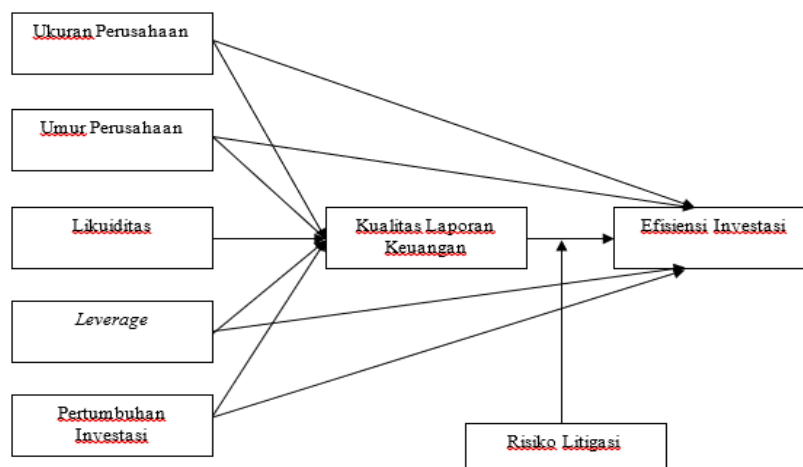 Ukuran Perusahaan
Umur Perusahaan
Likuiditas
Kualitas Laporan
Keuangan
Efisiensi Investasi
Leverage
Pertumbuhan
Investasi
Risiko Litigasi